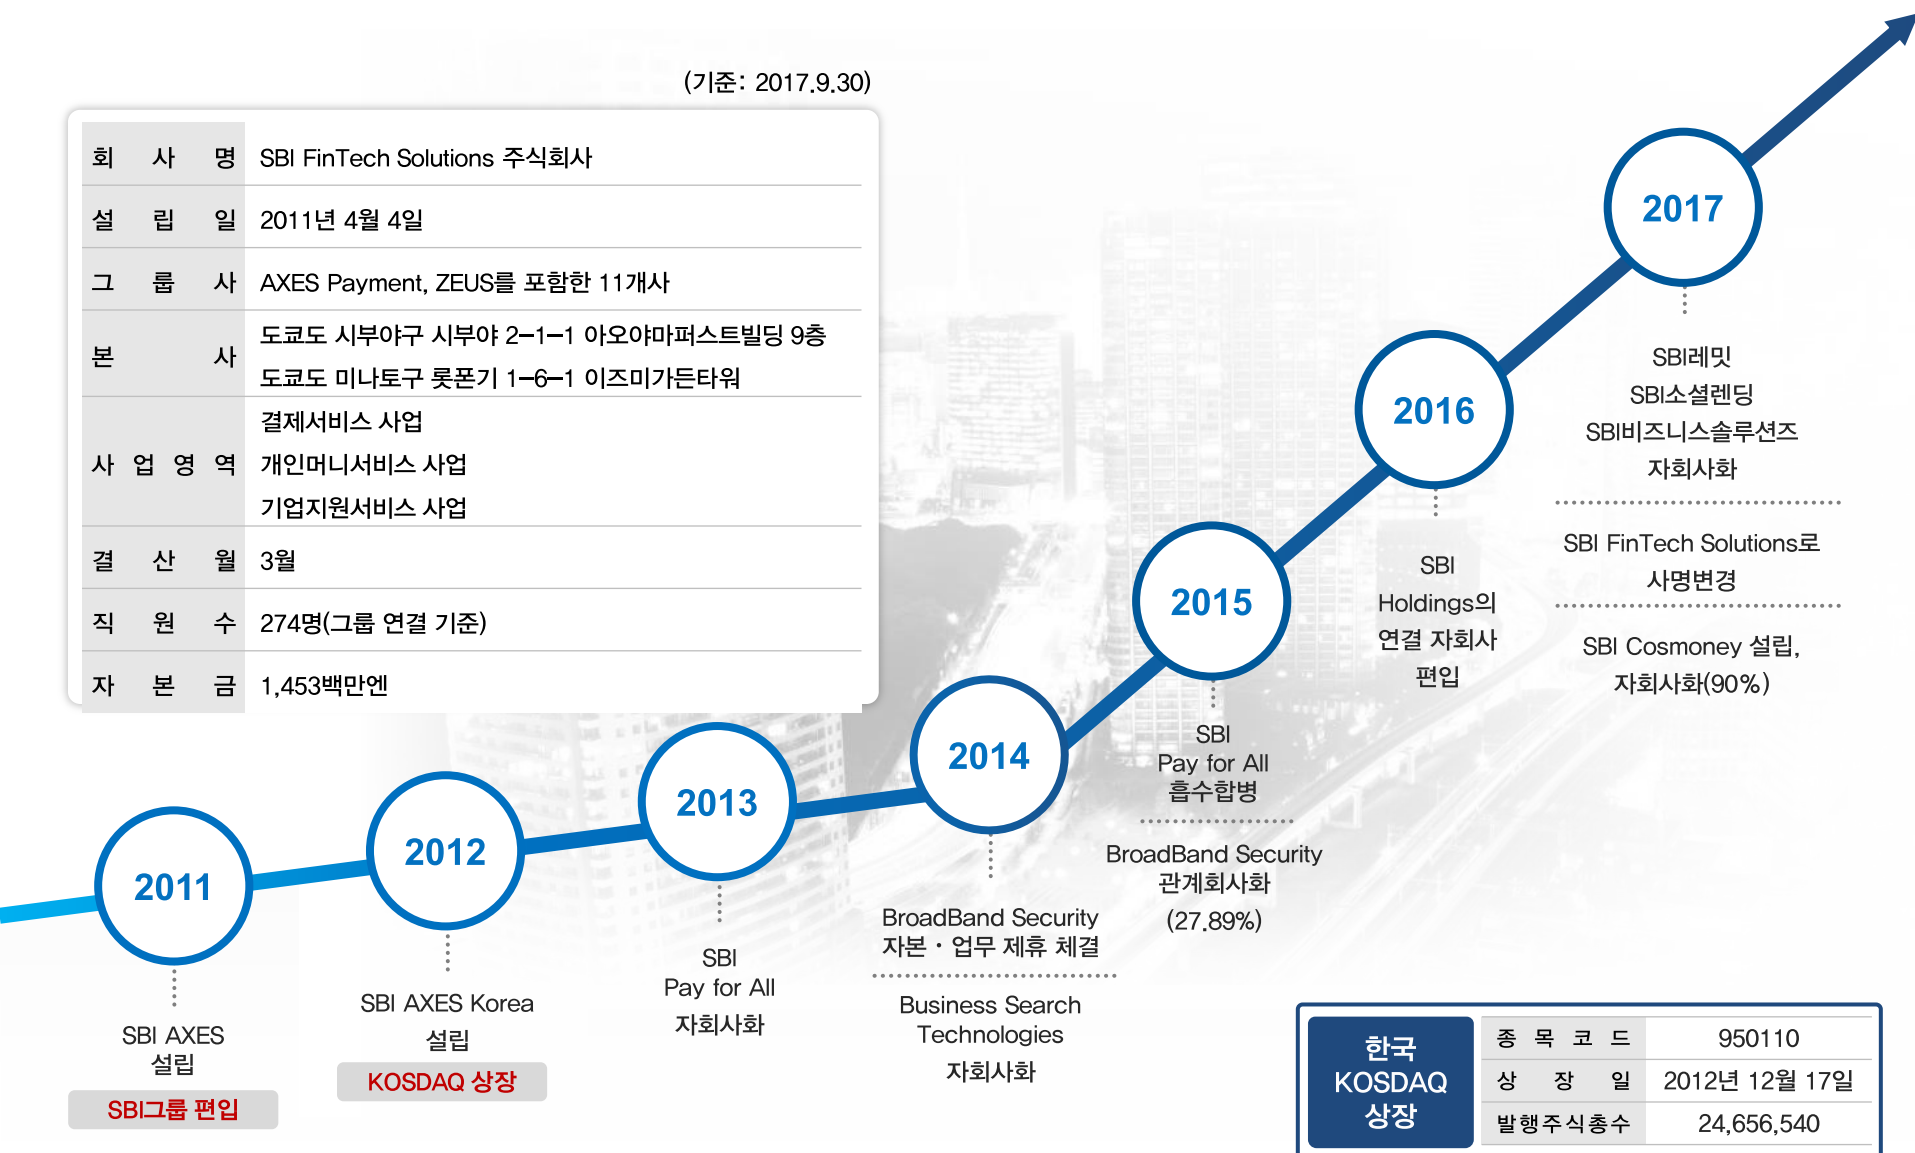 (기준: 2017.9.30)
회 사 명 SBI FinTech Solutions 주식회사
설 립 일 2011년 4월 4일
그 룹 사 AXES Payment, ZEUS를 포함한 11개사
본 사 도쿄도 시부야구 시부야 2-1-1 아오야마퍼스트빌딩 9층
도쿄도 미나토구 롯폰기 1-6-1 이즈미가든타워
사 업 영 역 결제서비스 사업
개인머니서비스 사업
기업지원서비스 사업
결 산 월 3월
직 원 수 274명(그룹 연결 기준)
자 본 금 1,453백만엔
2011
SBI AXES
설립
SBI그룹 편입
2012
SBI AXES Korea
설립
KOSDAQ 상장
2013
SBI
Pay for All
자회사화
2014
BroadBand Security
자본・업무 제휴 체결
Business Search
Technologies
자회사화
2015
SBI
Pay for All
흡수합병
BroadBand Security
관계회사화
(27.89%)
2016
SBI
Holdings의
연결 자회사
편입
2017
SBI레밋
SBI소셜렌딩
SBI비즈니스솔루션즈
자회사화
SBI FinTech Solutions로
사명변경
SBI Cosmoney 설립,
자회사화(90%)
한국
KOSDAQ
상장
종 목 코 드 950110
상 장 일 2012년 12월 17일
발행주식총수 24,656,540